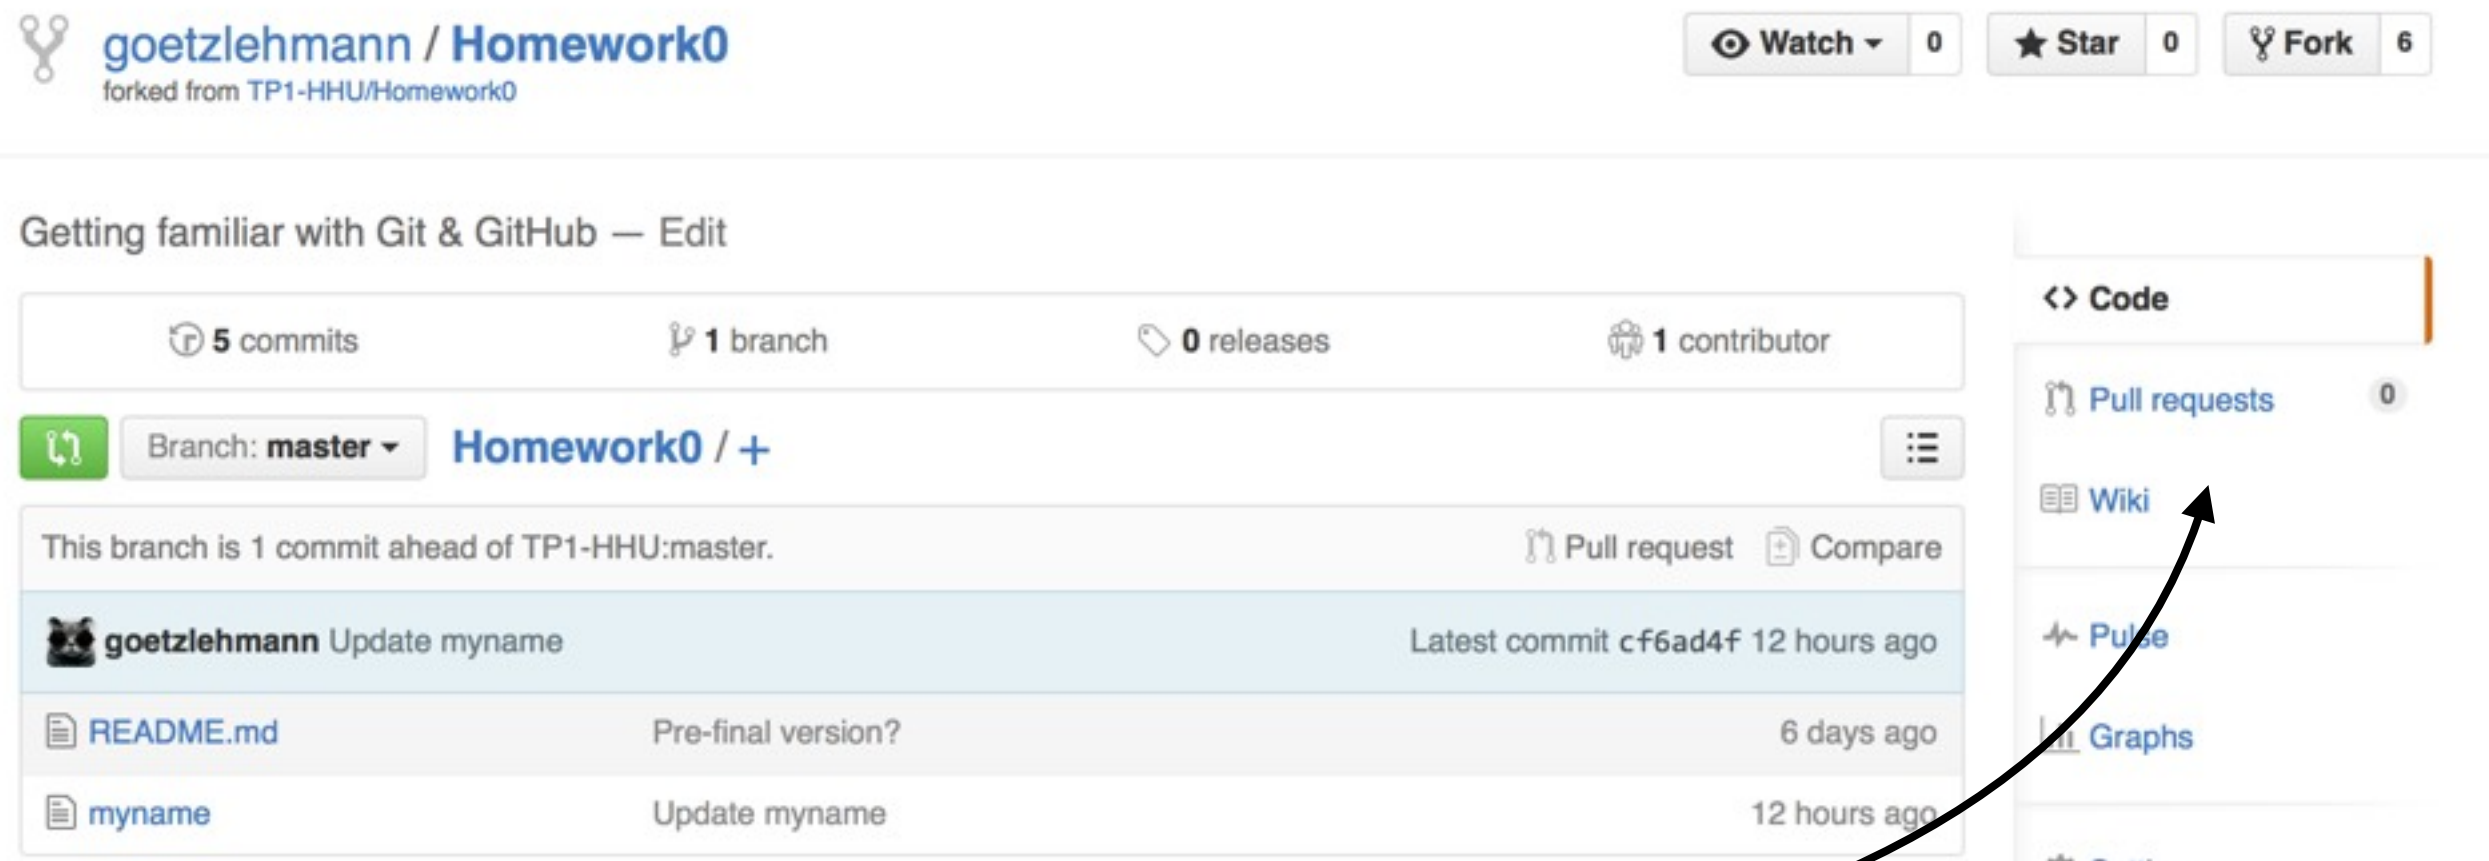 goetzlehmann / Homework0
forked from TP1-HHU/Homework0
Watch 0 Star 0 Fork 6
Getting familiar with Git & GitHub — Edit
5 commits 1 branch 0 releases 1 contributor
Branch: master Homework0 / +
This branch is 1 commit ahead of TP1-HHU:master. Pull request Compare
goetzlehmann Update myname Latest commit cf6ad4f 12 hours ago
README.md Pre-final version? 6 days ago
myname Update myname 12 hours ago
Code
Pull requests 0
Wiki
Pulse
Graphs